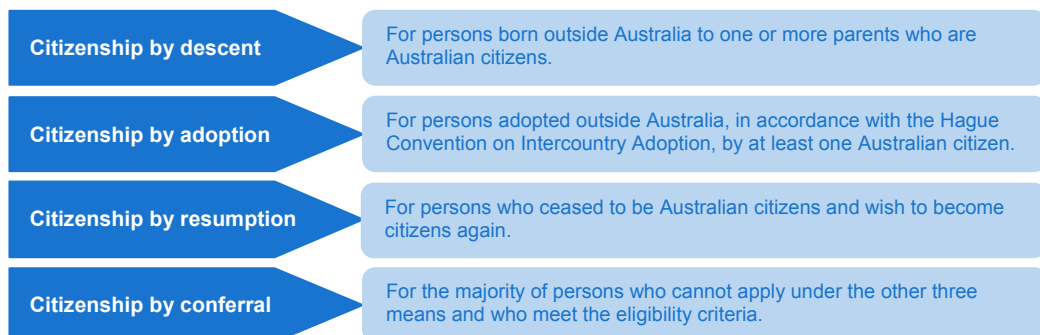 Citizenship by descent
For persons born outside Australia to one or more parents who are
Australian citizens.
Citizenship by adoption
For persons adopted outside Australia, in accordance with the Hague
Convention on Intercountry Adoption, by at least one Australian citizen.
Citizenship by resumption
For persons who ceased to be Australian citizens and wish to become
citizens again.
Citizenship by conferral
For the majority of persons who cannot apply under the other three
means and who meet the eligibility criteria.